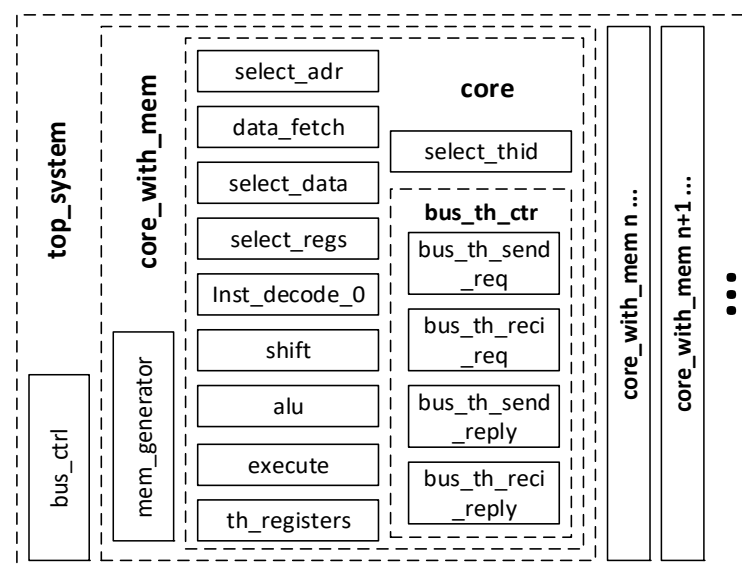 top_system
bus_ctrl
core_with_mem
mem_generator
select_adr
data_fetch
select_data
select_regs
Inst_decode_0
shift
alu
execute
th_registers
core
select_thid
bus_th_ctr
bus_th_send
_req
bus_th_reci
_req
bus_th_send
_reply
bus_th_reci
_reply
core_with_mem n ...
core_with_mem n+1 ...
...